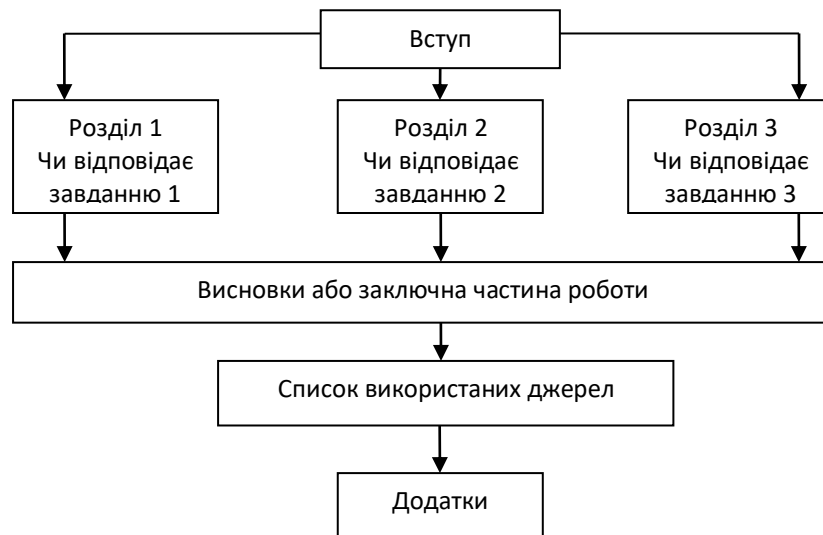 Вступ
Розділ 1
Чи відповідає
завданню 1
Розділ 2
Чи відповідає
завданню 2
Розділ 3
Чи відповідає
завданню 3
Висновки або заключна частина роботи
Список використаних джерел
Додатки